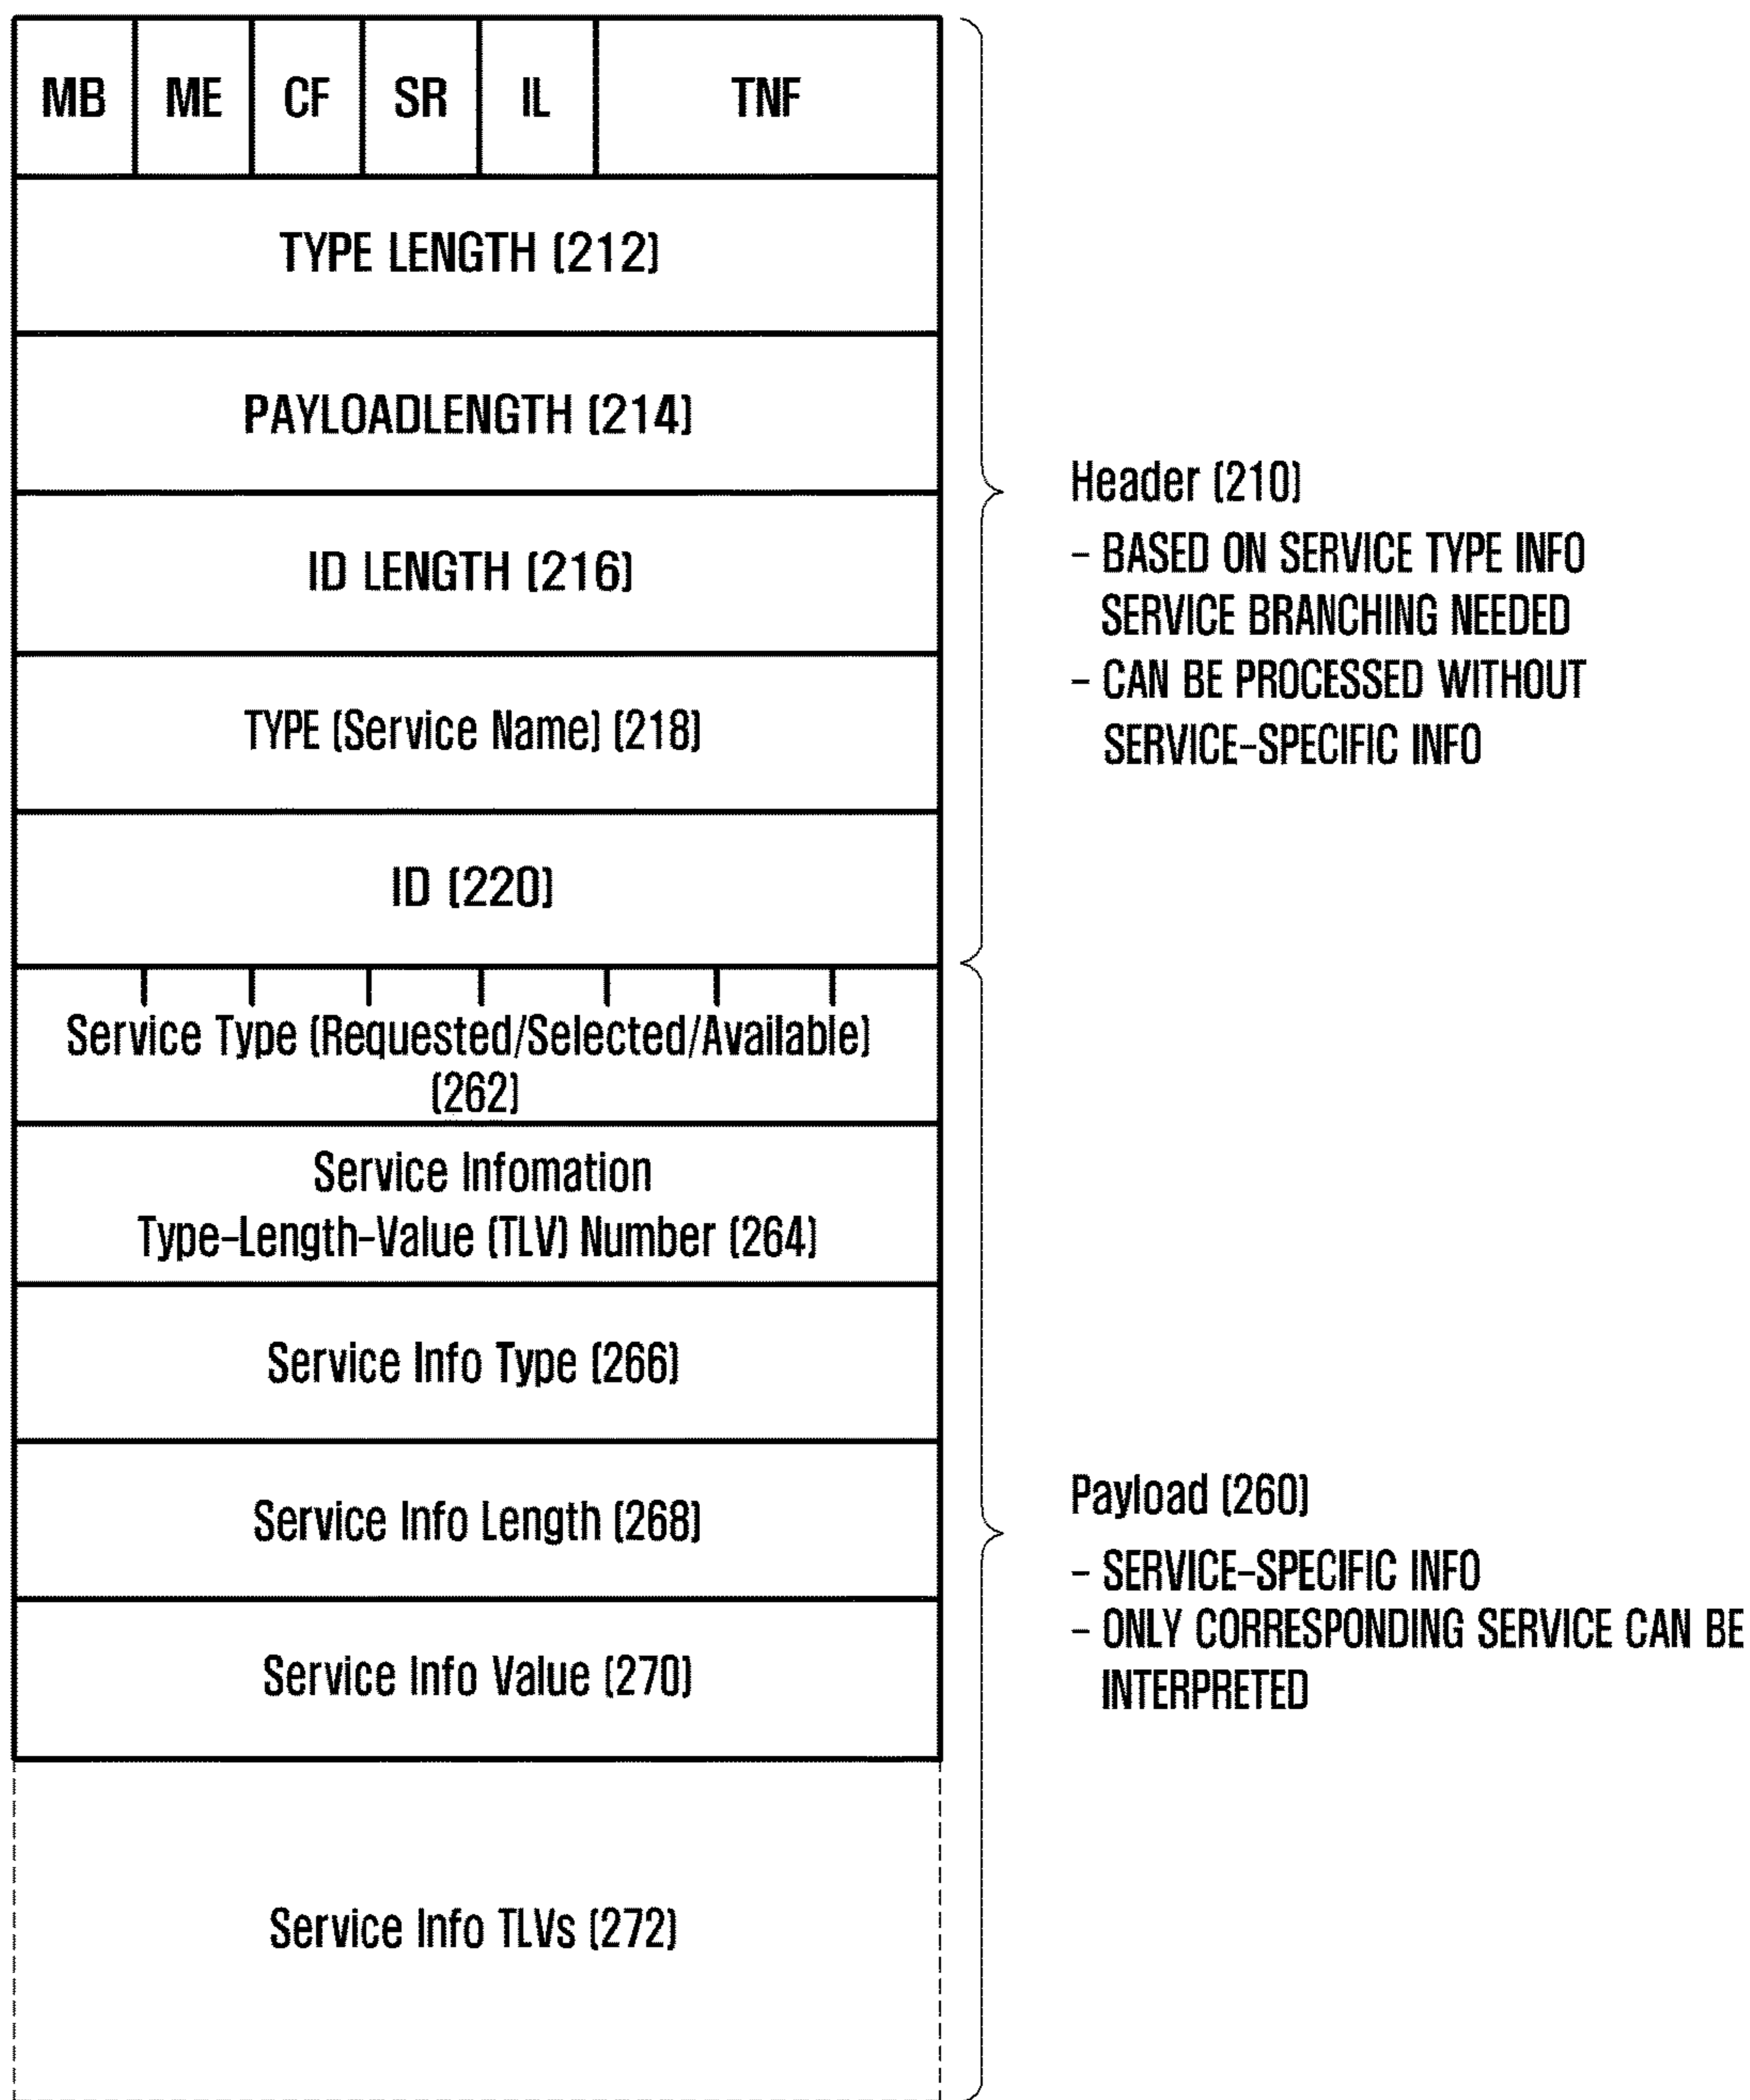 MB ME CF SR IL TNF
TYPE LENGTH (212)
PAYLOADLENGTH (214)
ID LENGTH (216)
TYPE (Service Name) (218)
ID (220)
Header (210)
- BASED ON SERVICE TYPE INFO
SERVICE BRANCHING NEEDED
- CAN BE PROCESSED WITHOUT
SERVICE-SPECIFIC INFO
Service Type (Requested/Selected/Available)
(262)
Service Infomation
Type-Length-Value (TLV) Number (264)
Service Info Type (266)
Service Info Length (268)
Service Info Value (270)
Service Info TLVs (272)
Payload (260)
- SERVICE-SPECIFIC INFO
- ONLY CORRESPONDING SERVICE CAN BE
INTERPRETED